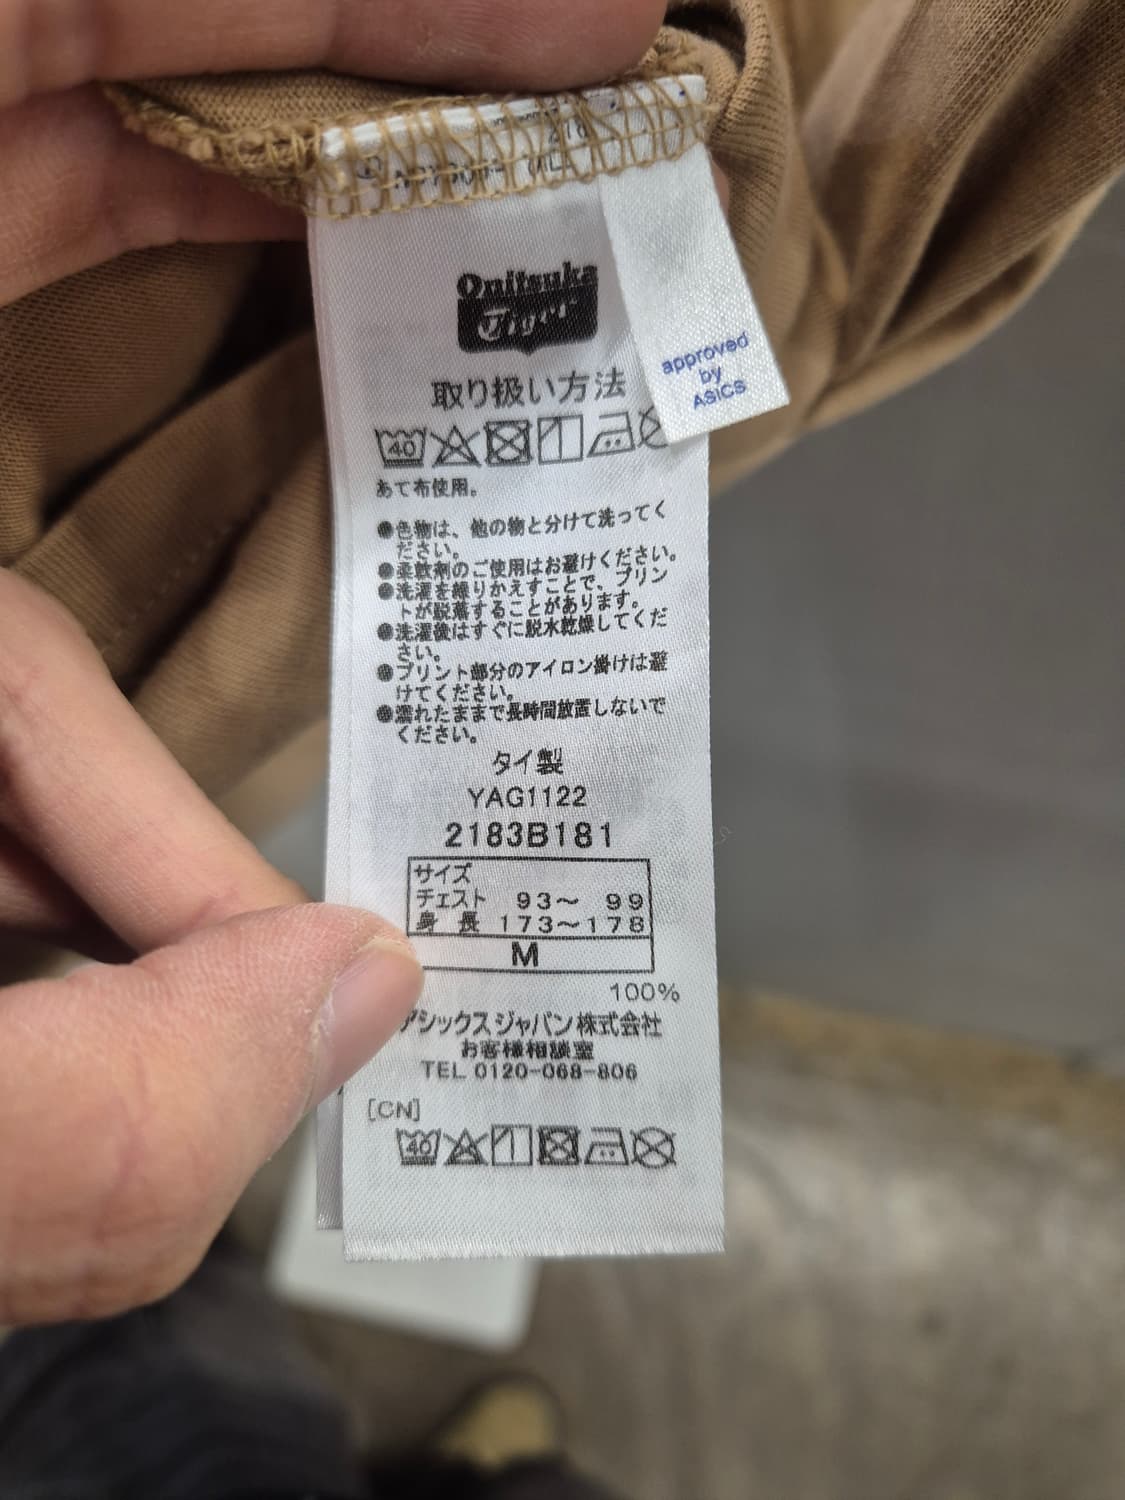 Onitsuka
Tiger
approved
by
ASICS
取り扱い方法
40
あて布使用。
●色物は、他の物と分けて洗ってく
ださい。
●柔軟剤のご使用はお避けください。
●洗濯を繰りかえすことで、プリン
トが脱落することがあります。
●洗濯後はすぐに脱水乾燥してくだ
さい。
●プリント部分のアイロン掛けは避
けてください。
●濡れたままで長時間放置しないで
ください。
タイ製
YAG1122
2183B181
サイズ
チェスト 93～ 99
身 長 173～178
M
100%
アシックスジャパン株式会社
お客様相談室
TEL 0120-068-806
[CN]
40